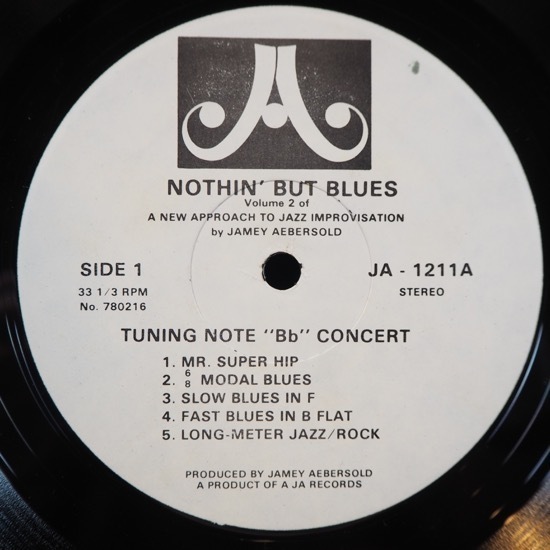 NOTHIN' BUT BLUES
Volume 2 of
A NEW APPROACH TO JAZZ IMPROVISATION
by JAMEY AEBERSOLD
SIDE 1
33 1/3 RPM
No. 780216
JA - 1211A
STEREO
TUNING NOTE "Bb" CONCERT
1. MR. SUPER HIP
2. 6/8 MODAL BLUES
3. SLOW BLUES IN F
4. FAST BLUES IN B FLAT
5. LONG-METER JAZZ/ROCK
PRODUCED BY JAMEY AEBERSOLD
A PRODUCT OF A JA RECORDS